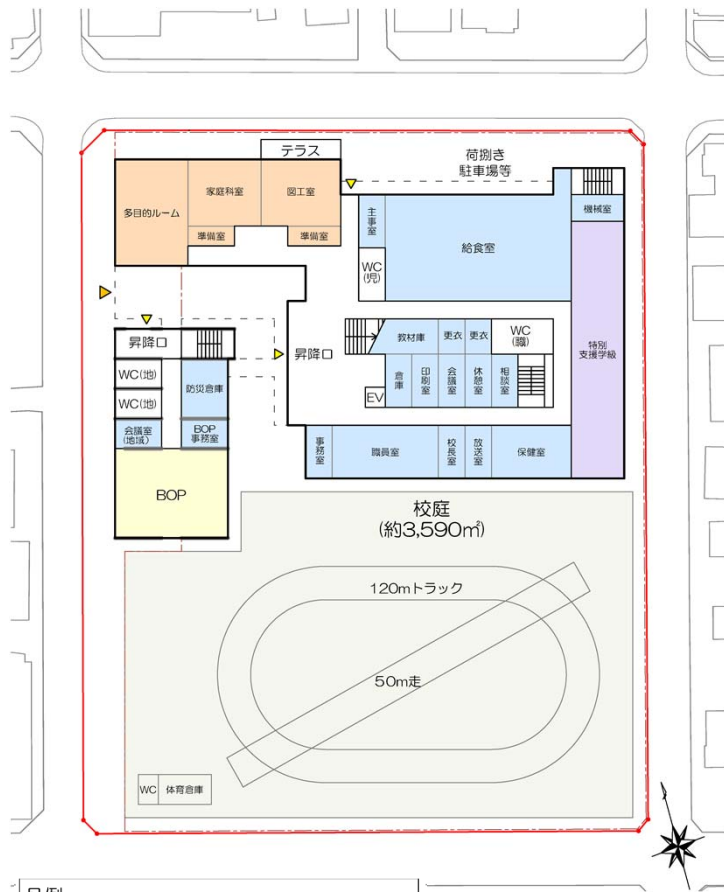 テラス
荷捌き
駐車場等
家庭科室
図工室
多目的ルーム
準備室
準備室
主事室
WC
(児)
給食室
機械室
特別
支援学級
昇降口
昇降口
教材庫
更衣
更衣
WC
(職)
倉庫
印刷室
会議室
休憩室
相談室
EV
WC(地)
WC(地)
防災倉庫
会議室
(地域)
BOP
事務室
BOP
事務室
職員室
校長室
放送室
保健室
校庭
(約3,590㎡)
120mトラック
50m走
WC
体育倉庫